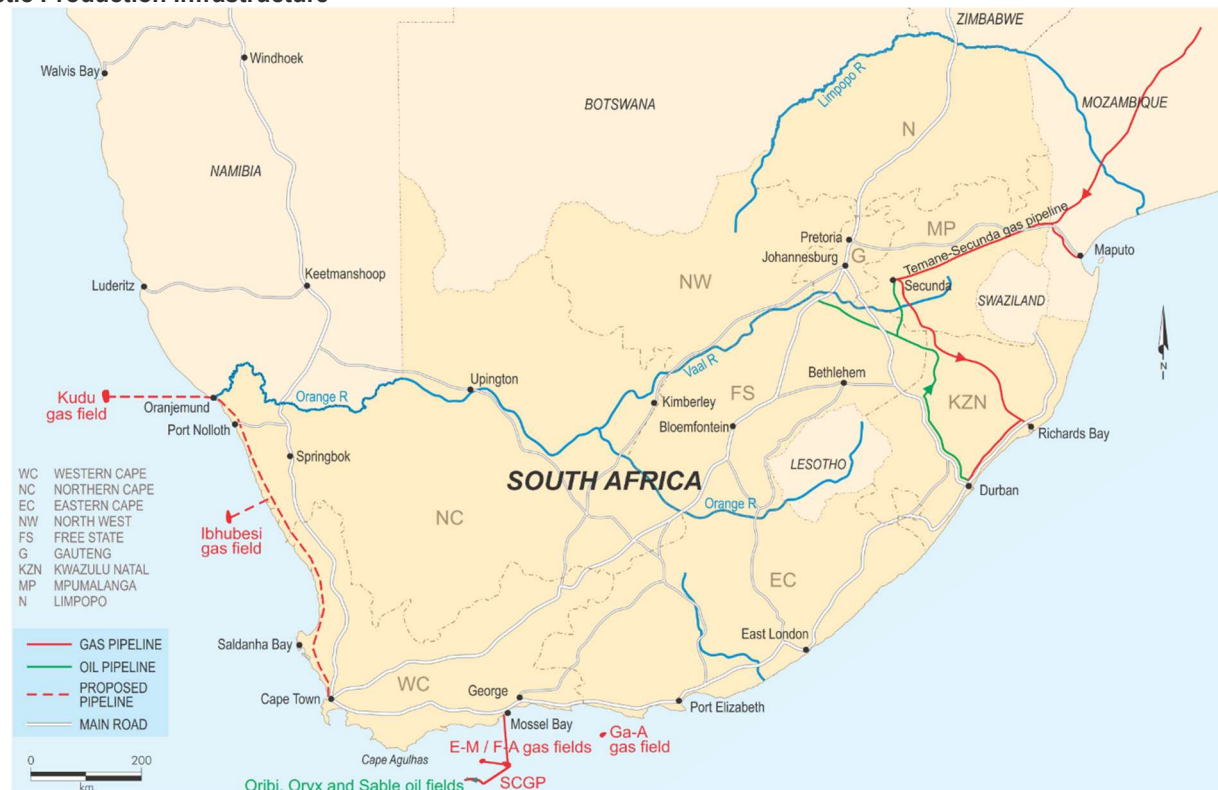 ZIMBABWE
Windhoek
Walvis Bay
Limpopo R
BOTSWANA
MOZAMBIQUE
N
NAMIBIA
Temane-Secunda gas pipeline
MP
Pretoria
Johannesburg
G
Maputo
Keetmanshoop
Luderitz
NW
Secunda
SWAZILAND
N
Vaal R
Upington
Bethlehem
Kudu
gas field
Orange R
Oranjemund
Kimberley
FS
KZN
Port Nolloth
Bloemfontein
Richards Bay
Springbok
LESOTHO
SOUTH AFRICA
Durban
WC WESTERN CAPE
NC NORTHERN CAPE
EC EASTERN CAPE
NW NORTH WEST
FS FREE STATE
G GAUTENG
KZN KWAZULU NATAL
MP MPUMALANGA
N LIMPOPO
Orange R
NC
Ibhubesi
gas field
EC
GAS PIPELINE
OIL PIPELINE
PROPOSED
PIPELINE
MAIN ROAD
Saldanha Bay
East London
WC
George
Cape Town
Port Elizabeth
Mossel Bay
Ga-A
gas field
E-M / F-A gas fields
Cape Agulhas
0 200
km
SCGP
Oribi, Oryx and Sable oil fields